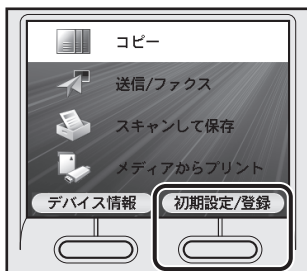 コピー
送信/ファクス
スキャンして保存
メディアからプリント
デバイス情報 初期設定/登録